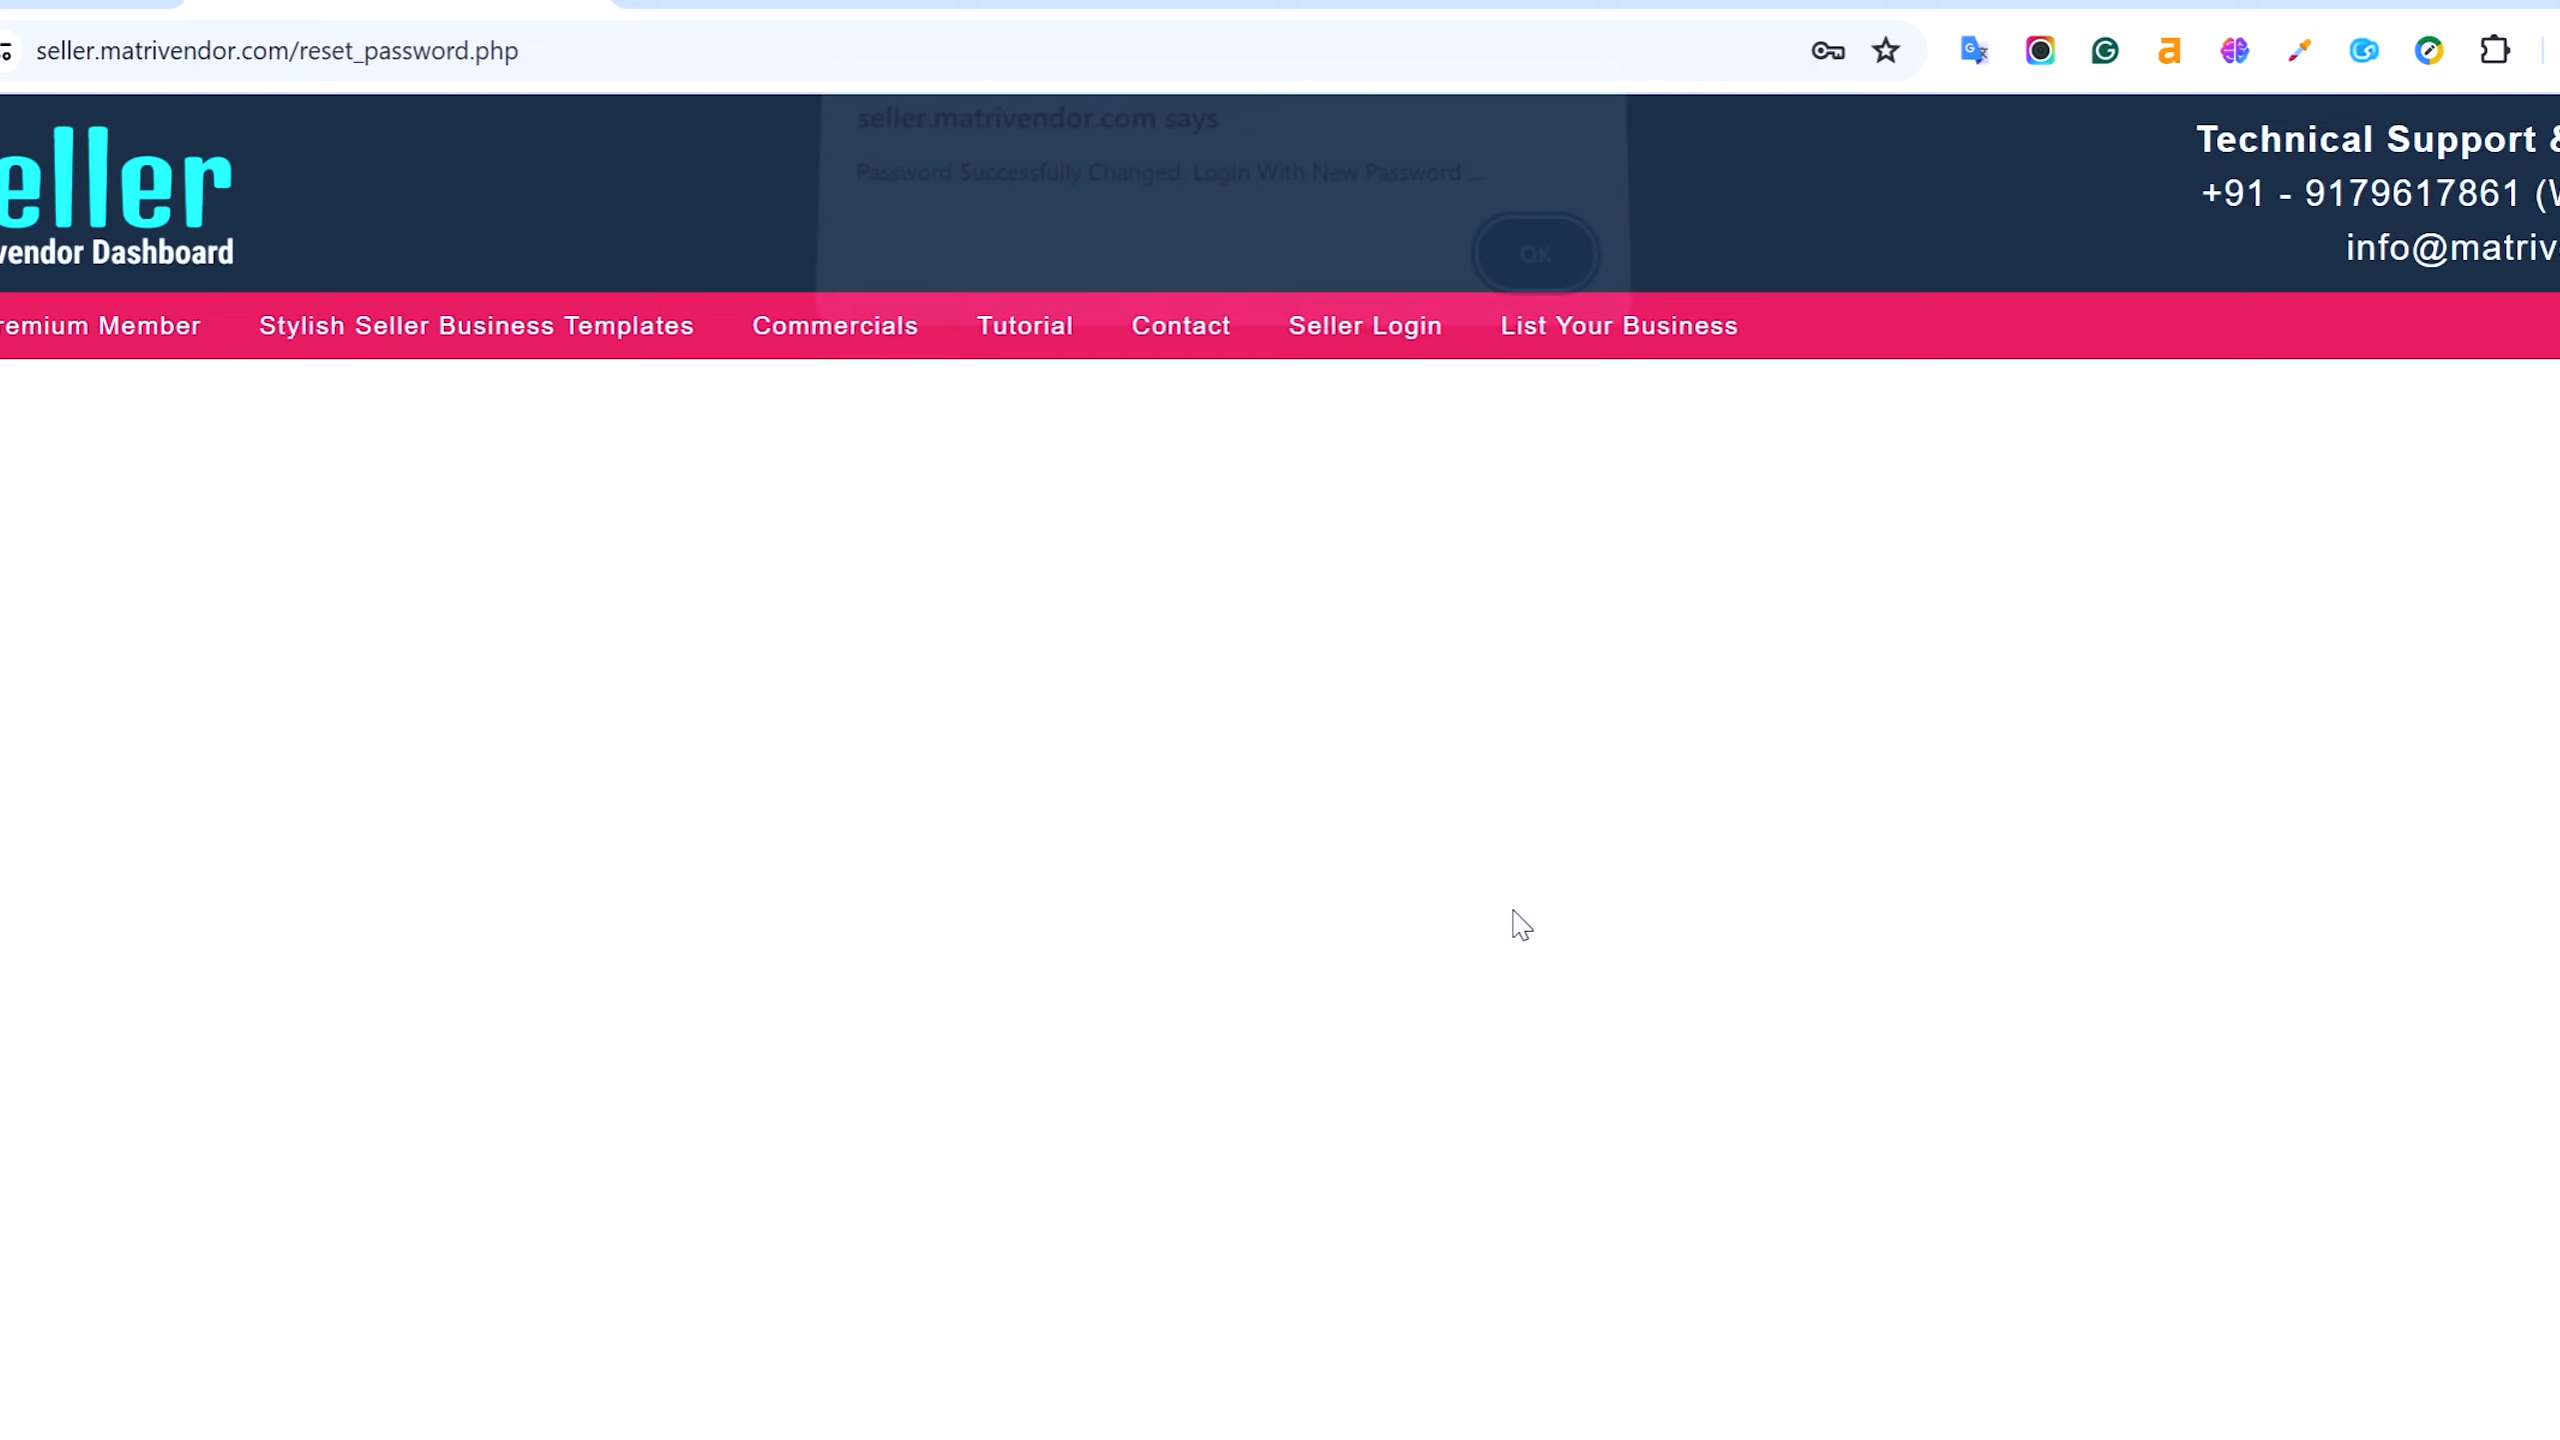 seller.matrivendor.com/reset_password.php
seller.matrivendor.com says
Password Successfully Changed. Login With New Password ...
OK
eller
vendor Dashboard
Technical Support &
+91 - 9179617861 (W
info@matriv
remium Member Stylish Seller Business Templates Commercials Tutorial Contact Seller Login List Your Business